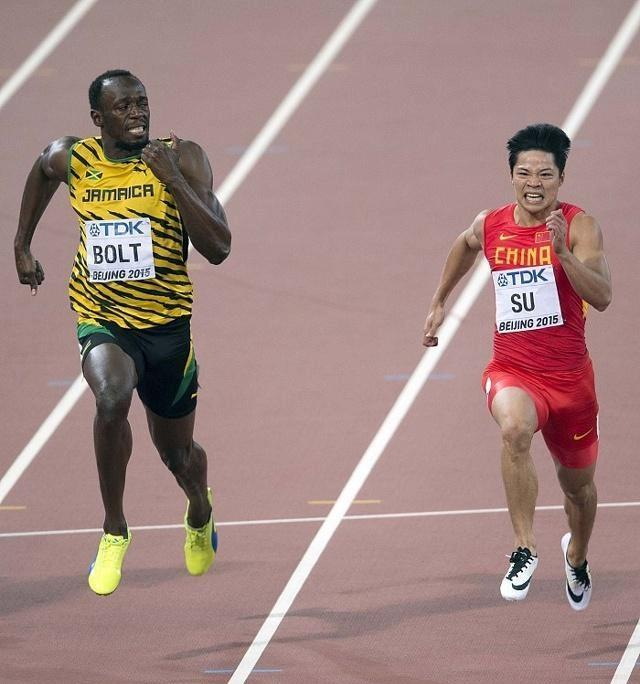 JAMAICA
TDK
BOLT
BEIJING 2015
CHINA
TDK
SU
BEIJING 2015